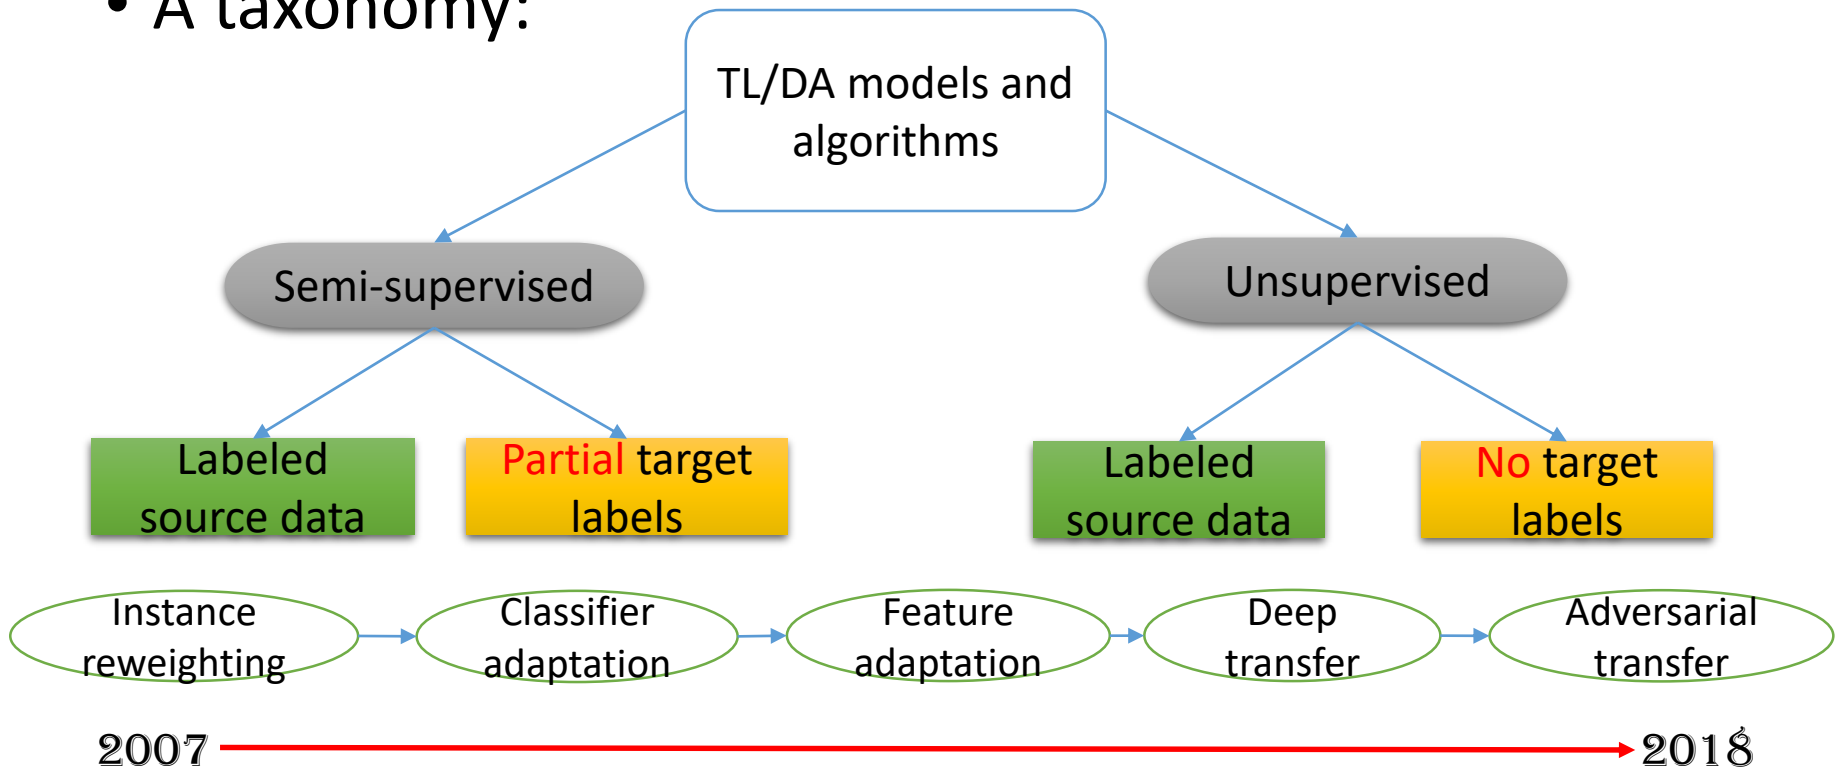 • A taxonomy:
TL/DA models and
algorithms
Semi-supervised
Unsupervised
Labeled
source data
Partial target
labels
Labeled
source data
No target
labels
Instance
reweighting
Classifier
adaptation
Feature
adaptation
Deep
transfer
Adversarial
transfer
2007
2018